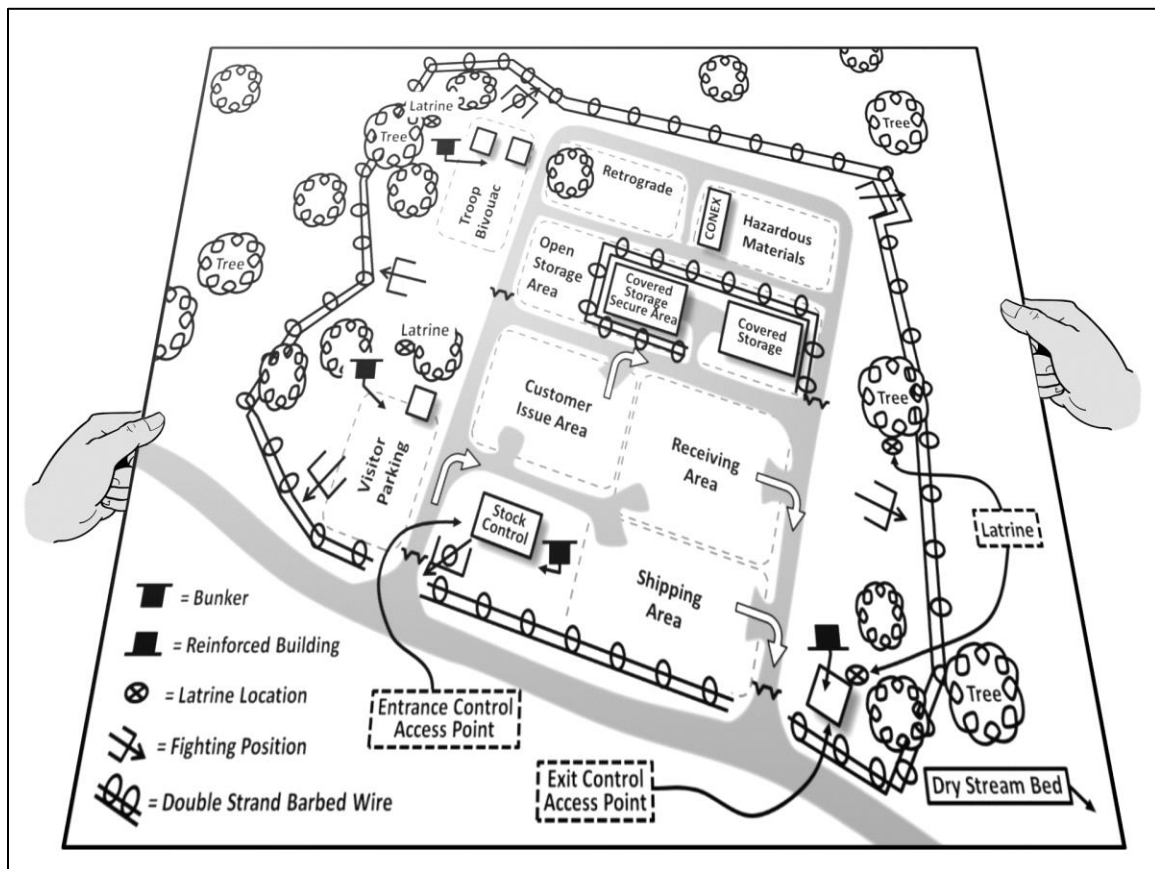 Latrine
Tree
Tree
Tree
Troop
Bivouac
Retrograde
CONEX
Hazardous
Materials
Open
Storage
Area
Covered
Storage
Secure Area
Covered
Storage
Latrine
Tree
Customer
Issue Area
Receiving
Area
Visitor
Parking
Stock
Control
Latrine
Shipping
Area
= Bunker
= Reinforced Building
= Latrine Location
= Fighting Position
= Double Strand Barbed Wire
Entrance Control
Access Point
Exit Control
Access Point
Tree
Dry Stream Bed